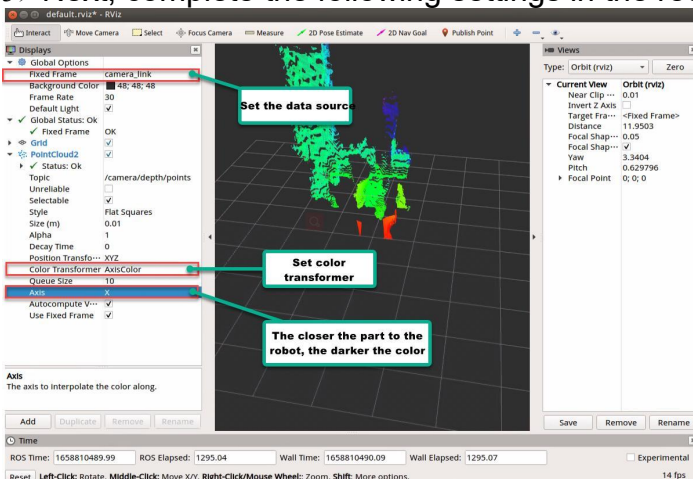 Next, complete the following settings in the
default.rviz* - RViz
Interact Move Camera Select Focus Camera Measure 2D Pose Estimate 2D Nav Goal Publish Point
Displays
Global Options
Fixed Frame camera_link
Background Color 48; 48; 48
Frame Rate 30
Default Light
Global Status: Ok
Fixed Frame OK
Grid
PointCloud2
Status: Ok
Topic /camera/depth/points
Unreliable
Selectable
Style Flat Squares
Size (m) 0.01
Alpha 1
Decay Time 0
Position Transfo··· XYZ
Color Transformer AxisColor
Queue Size 10
Axis X
Autocompute V···
Use Fixed Frame
Axis
The axis to interpolate the color along.
Add Duplicate Remove Rename
Set the data source
Set color
transformer
The closer the part to the
robot, the darker the color
Views
Type: Orbit (rviz) Zero
Current View Orbit (rviz)
Near Clip ··· 0.01
Invert Z Axis
Target Fra··· <Fixed Frame>
Distance 11.9503
Focal Shap··· 0.05
Focal Shap···
Yaw 3.3404
Pitch 0.629796
Focal Point 0; 0; 0
Save Remove Rename
Time
ROS Time: 1658810489.99 ROS Elapsed: 1295.04 Wall Time: 1658810490.09 Wall Elapsed: 1295.07 Experimental
Reset Left-Click: Rotate. Middle-Click: Move X/Y. Right-Click/Mouse Wheel:: Zoom. Shift: More options. 14 fps